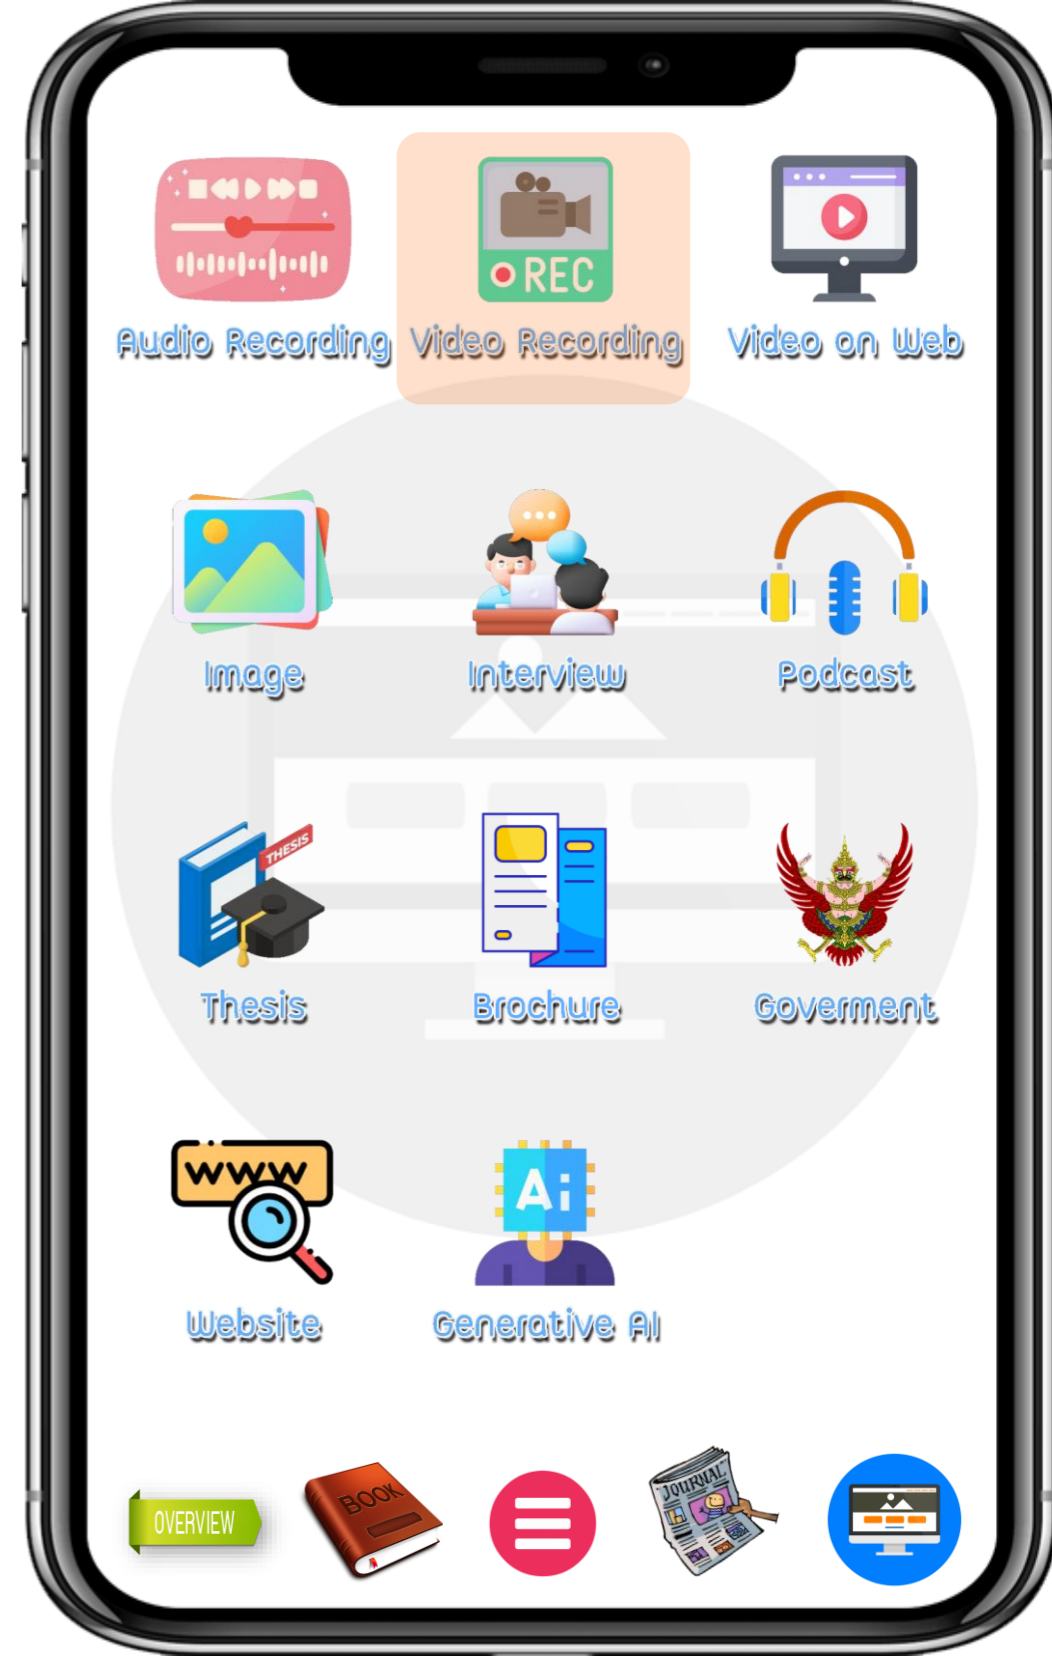 REC
Audio Recording
Video Recording
Video on Web
Image
Interview
Podcast
THESIS
Thesis
Brochure
Goverment
WWW
Ai
Website
Generative AI
OVERVIEW
BOOK
JOURNAL